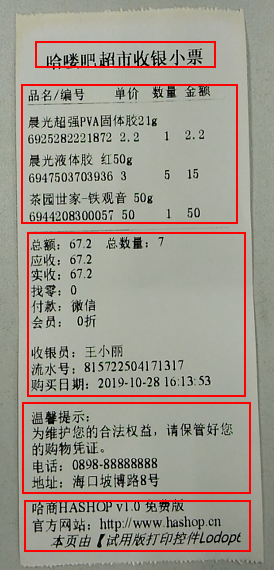 哈喽吧超市收银小票
品名/编号 单价 数量 金额
晨光超强PVA固体胶21g
6925282221872 2.2 1 2.2
晨光液体胶 红50g
6947503703936 3 5 15
茶园世家-铁观音 50g
6944208300057 50 1 50
总额: 67.2 总数量: 7
应收: 67.2
实收: 67.2
找零: 0
付款: 微信
会员: 0折
收银员: 王小丽
流水号: 815722504171317
购买日期: 2019-10-28 16:13:53
温馨提示:
为维护您的合法权益, 请保管好您
的购物凭证。
电话: 0898-88888888
地址: 海口坡博路8号
哈商HASHOP v1.0 免费版
官方网站: http://www.hashop.cn
本页由【试用版打印控件Lodop6